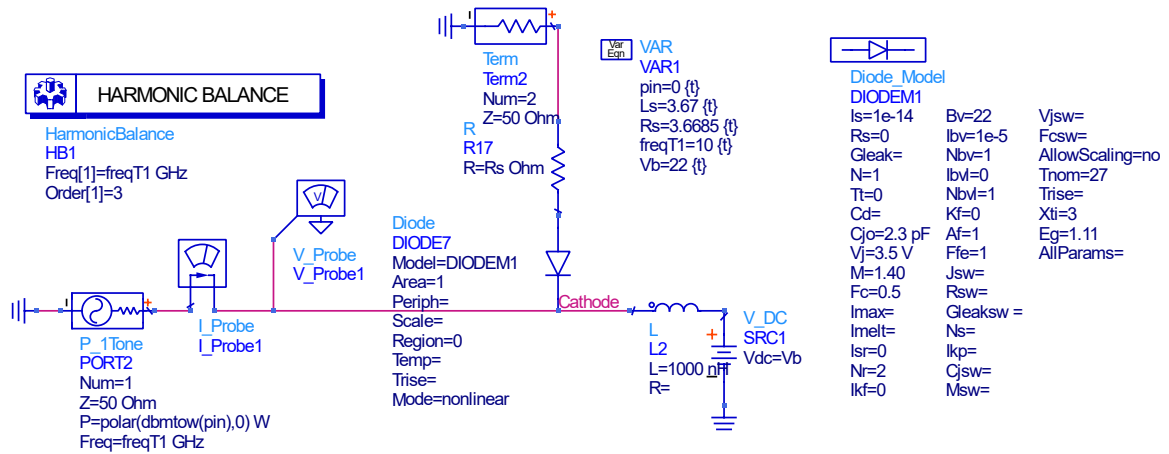 HARMONIC BALANCE
HarmonicBalance
HB1
Freq[1]=freqT1 GHz
Order[1]=3
Term
Term2
Num=2
Z=50 Ohm
R
R17
R=Rs Ohm
Var
Eqn
VAR
VAR1
pin=0 {t}
Ls=3.67 {t}
Rs=3.6685 {t}
freqT1=10 {t}
Vb=22 {t}
Diode_Model
DIODEM1
Is=1e-14
Rs=0
Gleak=
N=1
Tt=0
Cd=
Cjo=2.3 pF
Vj=3.5 V
M=1.40
Fc=0.5
Imax=
Imelt=
Isr=0
Nr=2
Ikf=0
Bv=22
Ibv=1e-5
Nbv=1
Ibvl=0
Nbvl=1
Kf=0
Af=1
Ffe=1
Jsw=
Rsw=
Gleaksw =
Ns=
Ikp=
Cjsw=
Msw=
Vjsw=
Fcsw=
AllowScaling=no
Tnom=27
Trise=
Xti=3
Eg=1.11
AllParams=
V
V_Probe
V_Probe1
Diode
DIODE7
Model=DIODEM1
Area=1
Periph=
Scale=
Region=0
Temp=
Trise=
Mode=nonlinear
Cathode
I_Probe
I_Probe1
P_1Tone
PORT2
Num=1
Z=50 Ohm
P=polar(dbmtow(pin),0) W
Freq=freqT1 GHz
L
L2
L=1000 nH
R=
V_DC
SRC1
Vdc=Vb